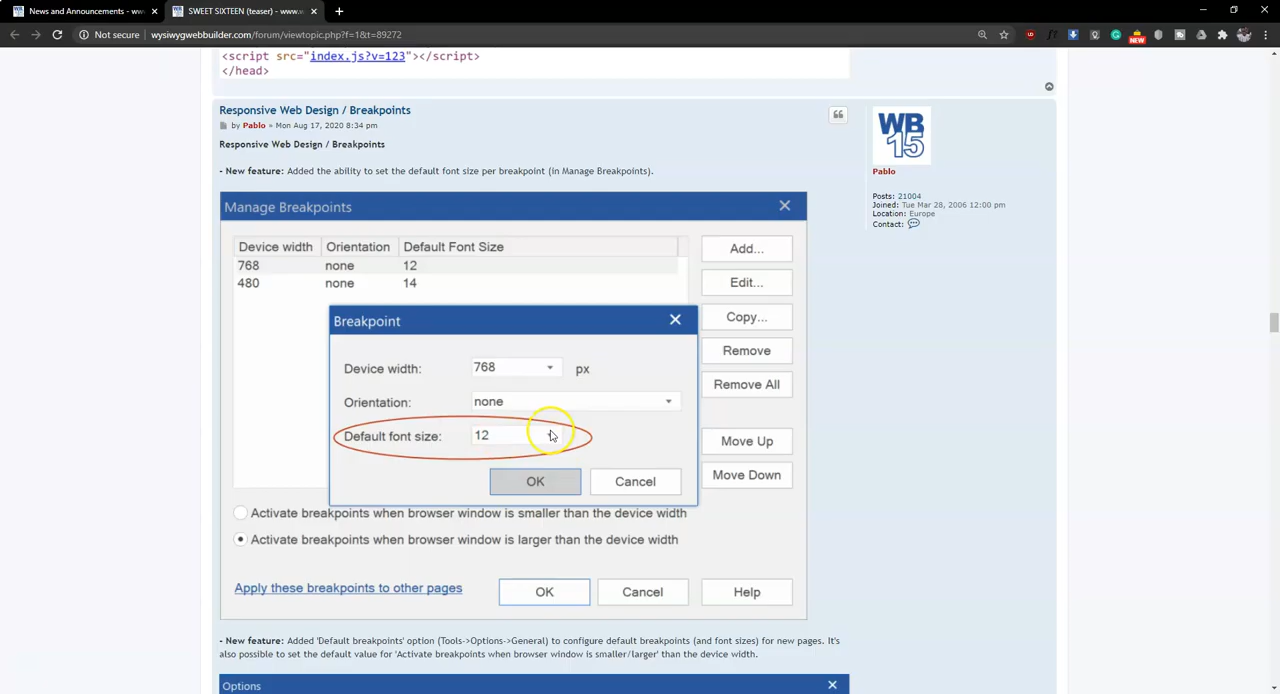 News and Announcements - www.
SWEET SIXTEEN (teaser) - www.w
Not secure | wysiwygwebbuilder.com/forum/viewtopic.php?f=1&t=89272
NEW
<script src="index.js?v=123"></script>
</head>
Responsive Web Design / Breakpoints
by Pablo » Mon Aug 17, 2020 8:34 pm
Responsive Web Design / Breakpoints
- New feature: Added the ability to set the default font size per breakpoint (in Manage Breakpoints).
WB
15
Pablo
Posts: 21004
Joined: Tue Mar 28, 2006 12:00 pm
Location: Europe
Contact:
Manage Breakpoints
Device width Orientation Default Font Size
768 none 12
480 none 14
Add...
Edit...
Copy...
Remove
Remove All
Move Up
Move Down
Breakpoint
Device width: 768 px
Orientation: none
Default font size: 12
OK Cancel
Activate breakpoints when browser window is smaller than the device width
Activate breakpoints when browser window is larger than the device width
Apply these breakpoints to other pages OK Cancel Help
- New feature: Added 'Default breakpoints' option (Tools->Options->General) to configure default breakpoints (and font sizes) for new pages. It's
also possible to set the default value for 'Activate breakpoints when browser window is smaller/larger' than the device width.
Options